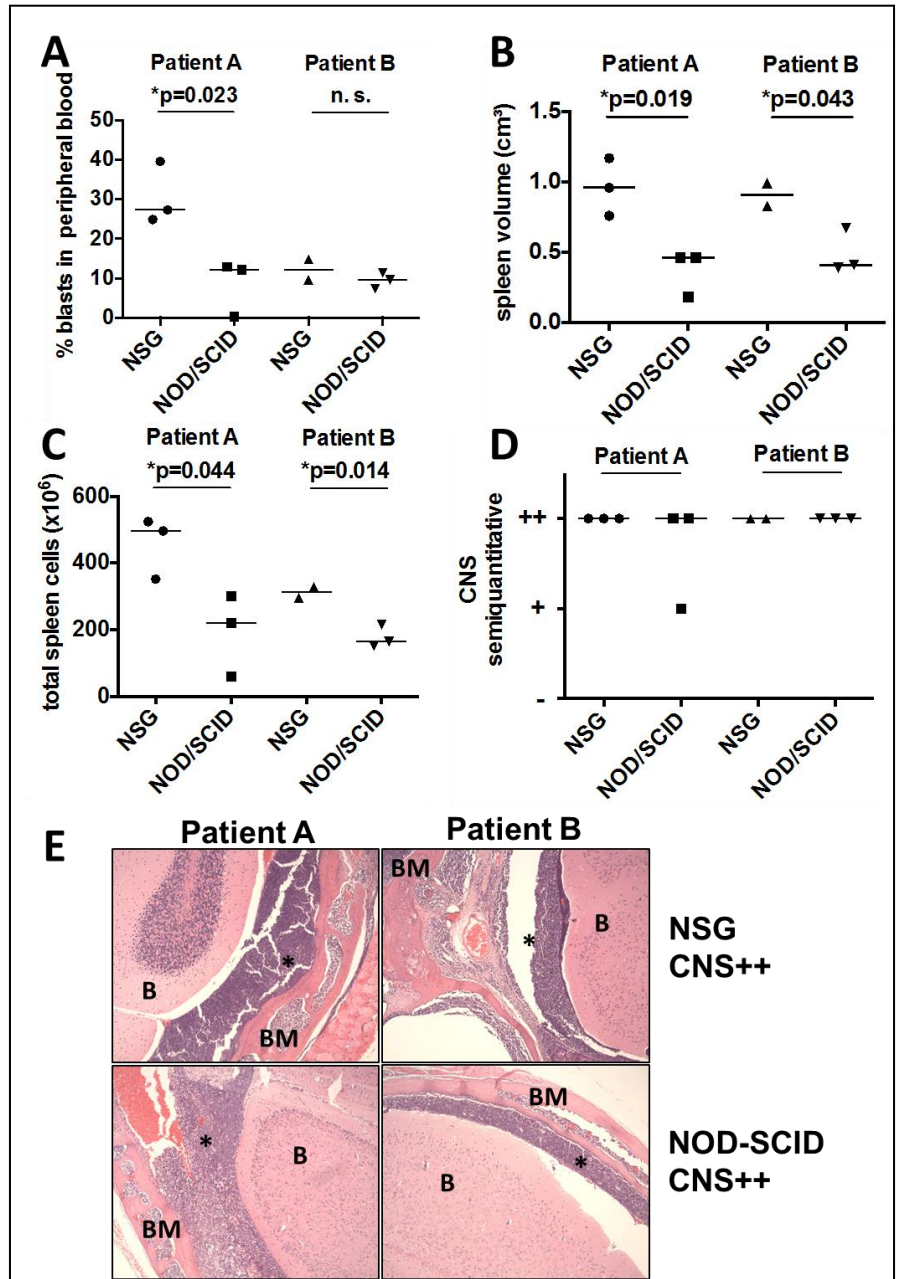 A
Patient A Patient B
*p=0.023 n. s.
% blasts in peripheral blood
50
40
30
20
10
0
NSG NOD/SCID NSG NOD/SCID
B
Patient A Patient B
*p=0.019 *p=0.043
spleen volume (cm³)
1.5
1.0
0.5
0.0
NSG NOD/SCID NSG NOD/SCID
C
Patient A Patient B
*p=0.044 *p=0.014
total spleen cells (x10⁶)
600
400
200
0
NSG NOD/SCID NSG NOD/SCID
D
Patient A Patient B
CNS
semiquantitative
++
+
-
NSG NOD/SCID NSG NOD/SCID
E
Patient A Patient B
B * BM
BM * B
NSG
CNS++
BM * B
B * BM
NOD-SCID
CNS++